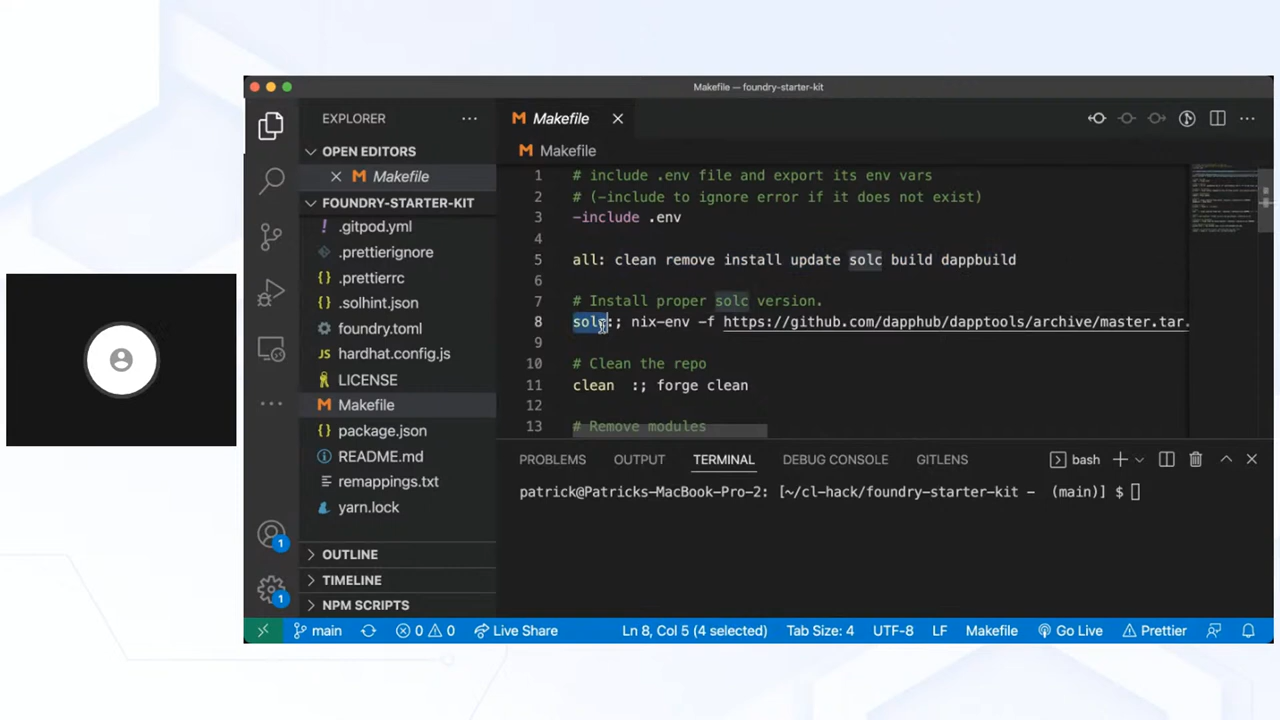 Makefile — foundry-starter-kit
EXPLORER
OPEN EDITORS
Makefile
FOUNDRY-STARTER-KIT
.gitpod.yml
.prettierignore
.prettierrc
.solhint.json
foundry.toml
hardhat.config.js
LICENSE
Makefile
package.json
README.md
remappings.txt
yarn.lock
OUTLINE
TIMELINE
NPM SCRIPTS
1
1
Makefile
Makefile
1 # include .env file and export its env vars
2 # (-include to ignore error if it does not exist)
3 -include .env
4
5 all: clean remove install update solc build dappbuild
6
7 # Install proper solc version.
8 solc:; nix-env -f https://github.com/dapphub/dapptools/archive/master.tar.
9
10 # Clean the repo
11 clean  :; forge clean
12
13 # Remove modules
PROBLEMS OUTPUT TERMINAL DEBUG CONSOLE GITLENS bash
patrick@Patricks-MacBook-Pro-2: [~/cl-hack/foundry-starter-kit - (main)] $
main 0 0 Live Share Ln 8, Col 5 (4 selected) Tab Size: 4 UTF-8 LF Makefile Go Live Prettier